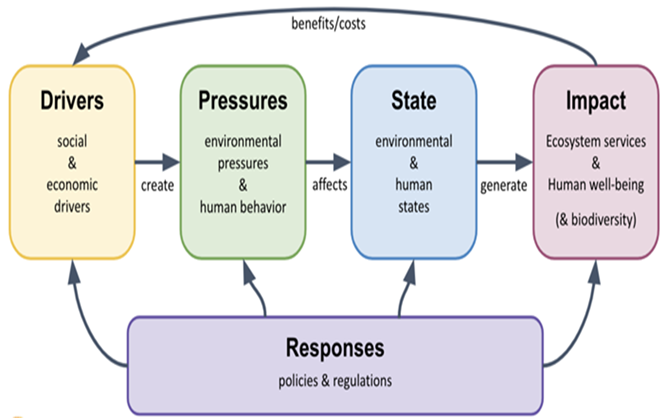 benefits/costs
Drivers
social
&
economic
drivers
create
Pressures
environmental
pressures
&
human behavior
affects
State
environmental
&
human
states
generate
Impact
Ecosystem services
&
Human well-being
(& biodiversity)
Responses
policies & regulations